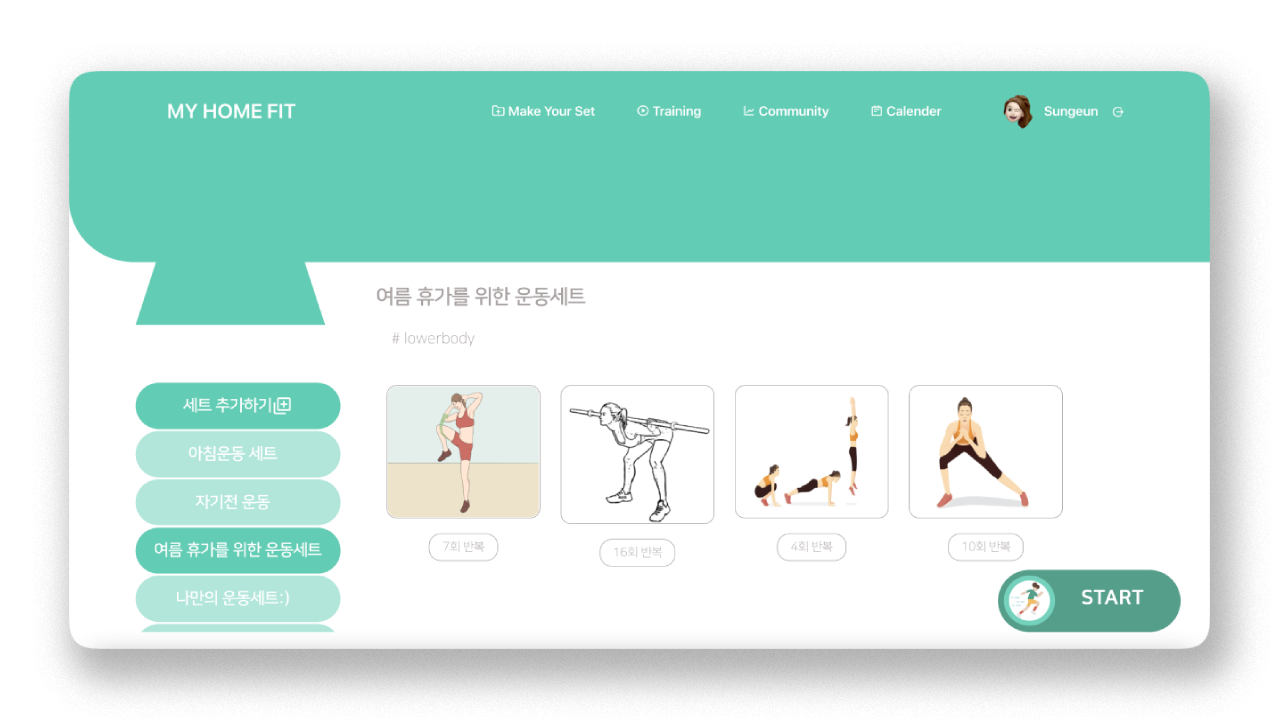 MY HOME FIT
Make Your Set
Training
Community
Calender
Sungeun
여름 휴가를 위한 운동세트
# lowerbody
세트 추가하기
아침운동 세트
자기전 운동
여름 휴가를 위한 운동세트
나만의 운동세트:)
7회 반복
16회 반복
4회 반복
10회 반복
START